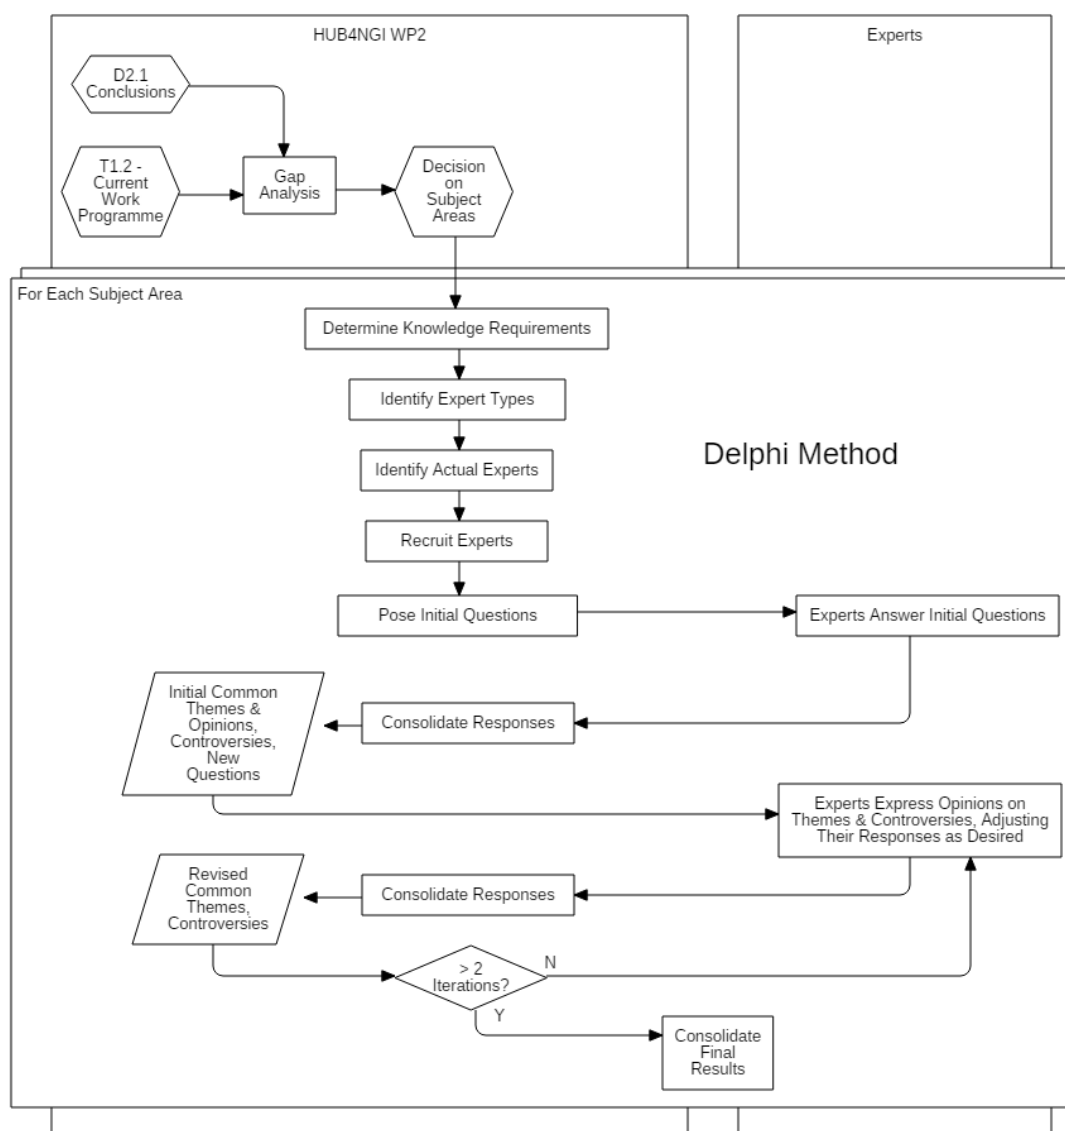 HUB4NGI WP2
Experts
D2.1
Conclusions
T1.2 -
Current
Work
Programme
Gap
Analysis
Decision
on
Subject
Areas
For Each Subject Area
Determine Knowledge Requirements
Identify Expert Types
Delphi Method
Identify Actual Experts
Recruit Experts
Pose Initial Questions
Experts Answer Initial Questions
Initial Common
Themes &
Opinions,
Controversies,
New
Questions
Consolidate Responses
Experts Express Opinions on
Themes & Controversies, Adjusting
Their Responses as Desired
Revised
Common
Themes,
Controversies
Consolidate Responses
> 2
Iterations?
N
Y
Consolidate
Final
Results